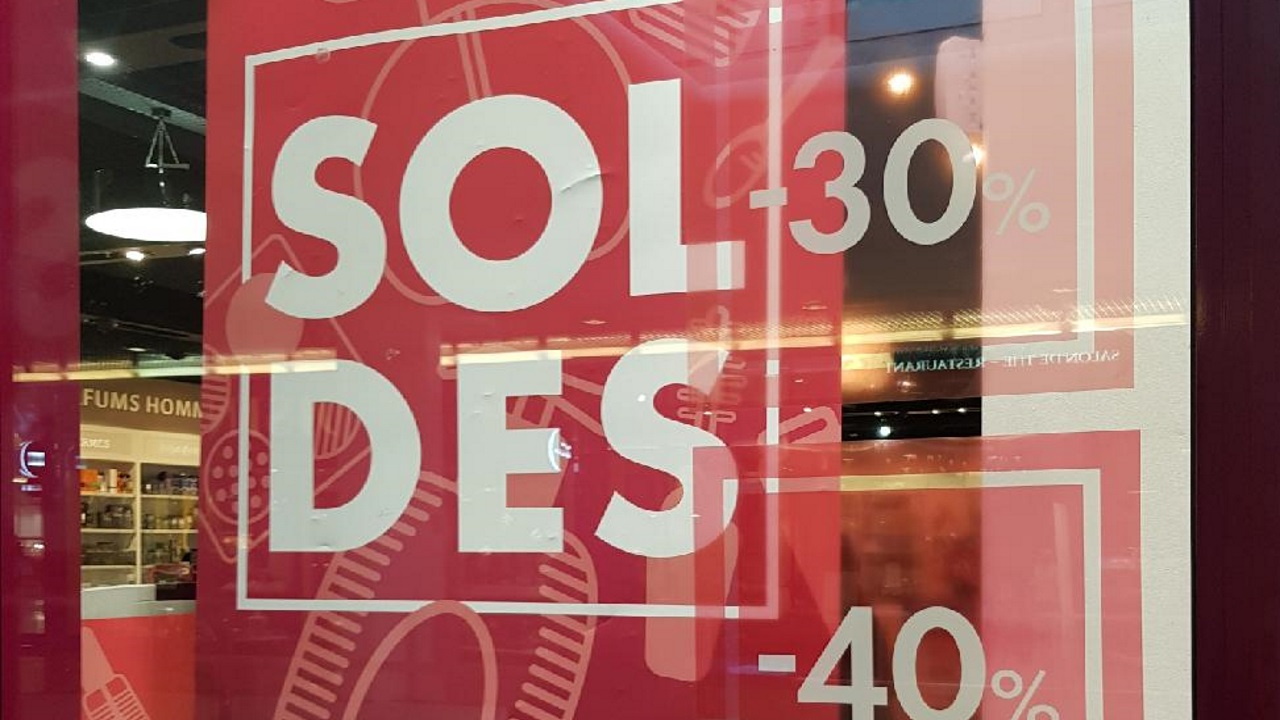 SOL
DES
-30%
-40%
FUMS HOMM
SALON DE THE - RESTAURANT